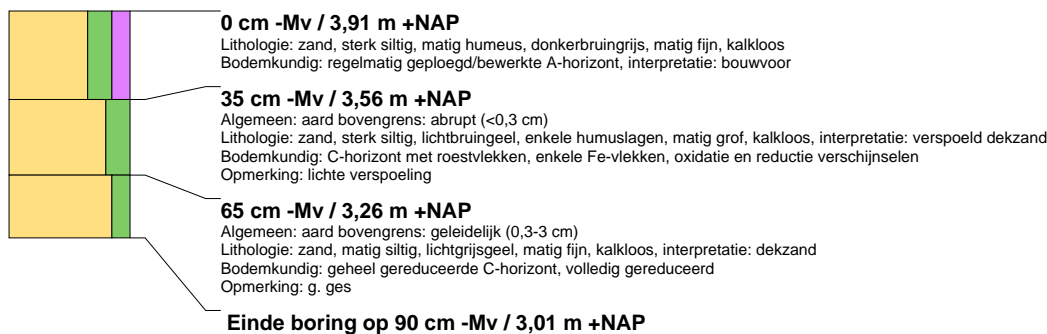 0 cm -Mv / 3,91 m +NAP
Lithologie: zand, sterk siltig, matig humeus, donkerbruingrijs, matig fijn, kalkloos
Bodemkundig: regelmatig geploegd/bewerkte A-horizont, interpretatie: bouwvoor
35 cm -Mv / 3,56 m +NAP
Algemeen: aard bovengrens: abrupt (<0,3 cm)
Lithologie: zand, sterk siltig, lichtbruingeel, enkele humuslagen, matig grof, kalkloos, interpretatie: verspoeld dekzand
Bodemkundig: C-horizont met roestvlekken, enkele Fe-vlekken, oxidatie en reductie verschijnselen
Opmerking: lichte verspoeling
65 cm -Mv / 3,26 m +NAP
Algemeen: aard bovengrens: geleidelijk (0,3-3 cm)
Lithologie: zand, matig siltig, lichtgrijsgeel, matig fijn, kalkloos, interpretatie: dekzand
Bodemkundig: geheel gereduceerde C-horizont, volledig gereduceerd
Opmerking: g. ges
Einde boring op 90 cm -Mv / 3,01 m +NAP